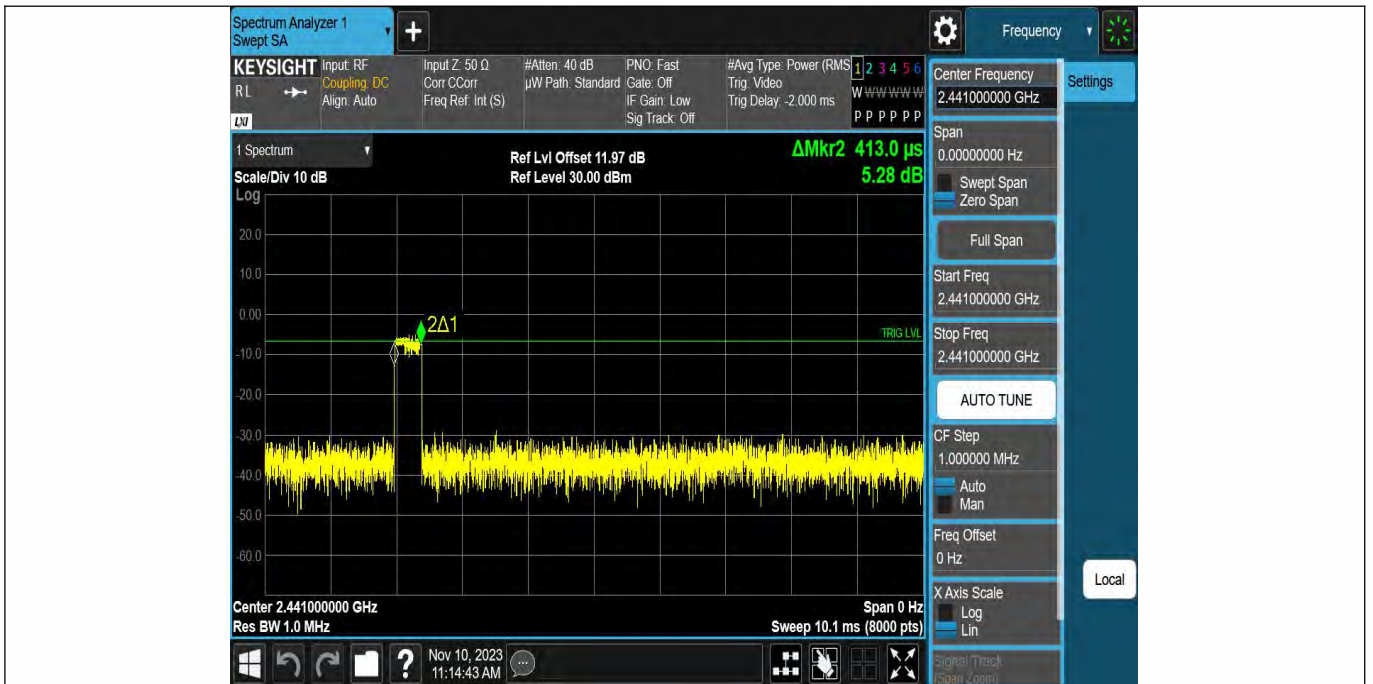 Spectrum Analyzer 1
Swept SA
+
Frequency
KEYSIGHT
RL
LXI
Input: RF
Coupling: DC
Align: Auto
Input Z: 50 Ω
Corr CCorr
Freq Ref: Int (S)
#Atten: 40 dB
µW Path: Standard
PNO: Fast
Gate: Off
IF Gain: Low
Sig Track: Off
#Avg Type: Power (RMS
Trig: Video
Trig Delay: -2.000 ms
1 2 3 4 5 6
W W W W W W
P P P P P P
1 Spectrum
Scale/Div 10 dB
Ref Lvl Offset 11.97 dB
Ref Level 30.00 dBm
ΔMkr2 413.0 µs
5.28 dB
Log
20.0
10.0
0.00
-10.0
-20.0
-30.0
-40.0
-50.0
-60.0
2Δ1
TRIG LVL
Center 2.441000000 GHz
Res BW 1.0 MHz
Span 0 Hz
Sweep 10.1 ms (8000 pts)
Center Frequency
2.441000000 GHz
Settings
Span
0.00000000 Hz
Swept Span
Zero Span
Full Span
Start Freq
2.441000000 GHz
Stop Freq
2.441000000 GHz
AUTO TUNE
CF Step
1.000000 MHz
Auto
Man
Freq Offset
0 Hz
X Axis Scale
Log
Lin
Local
Signal Track
(Span Zoom)
?
Nov 10, 2023
11:14:43 AM